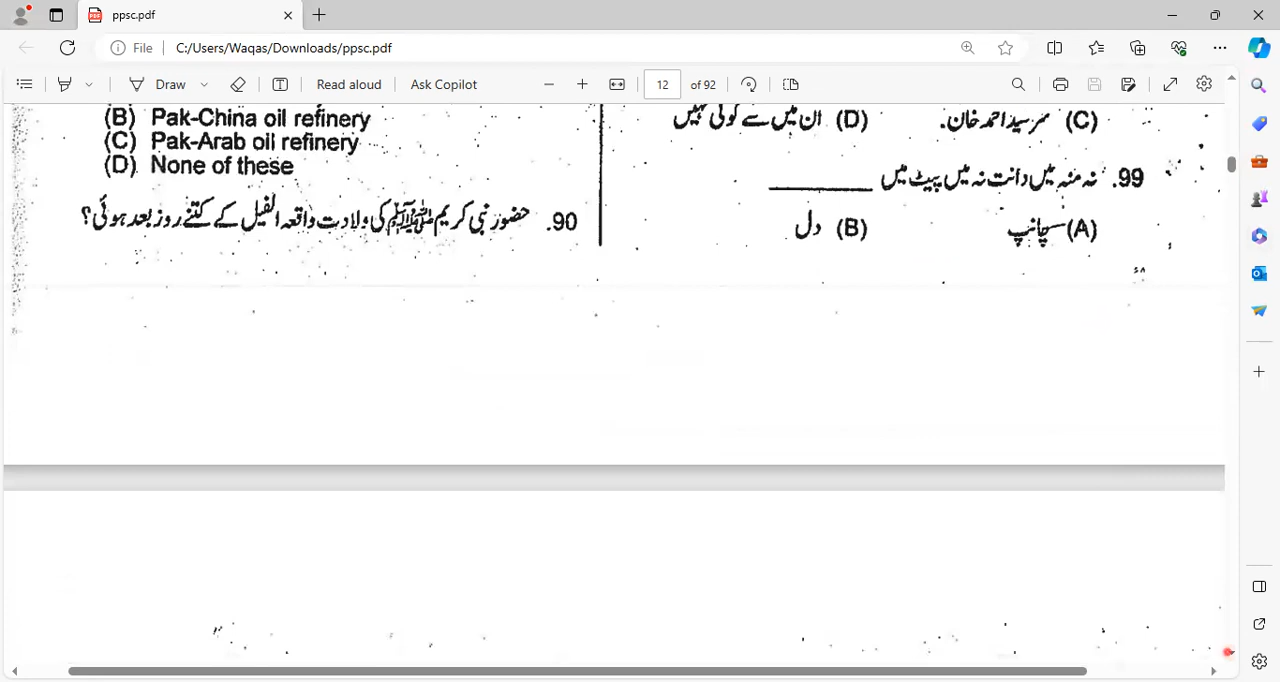 ppsc.pdf
File C:/Users/Waqas/Downloads/ppsc.pdf
Draw Read aloud Ask Copilot 12 of 92
(B) Pak-China oil refinery
(C) Pak-Arab oil refinery
(D) None of these
90. حضور نبی کریم ﷺ کی ولادت واقعہ الفیل کے کتنے روز بعد ہوئی؟
(C) سرسید احمد خان. (D) ان میں سے کوئی نہیں
99. نہ منہ میں دانت نہ میں پیٹ میں ________
(A) سچانپ (B) دل